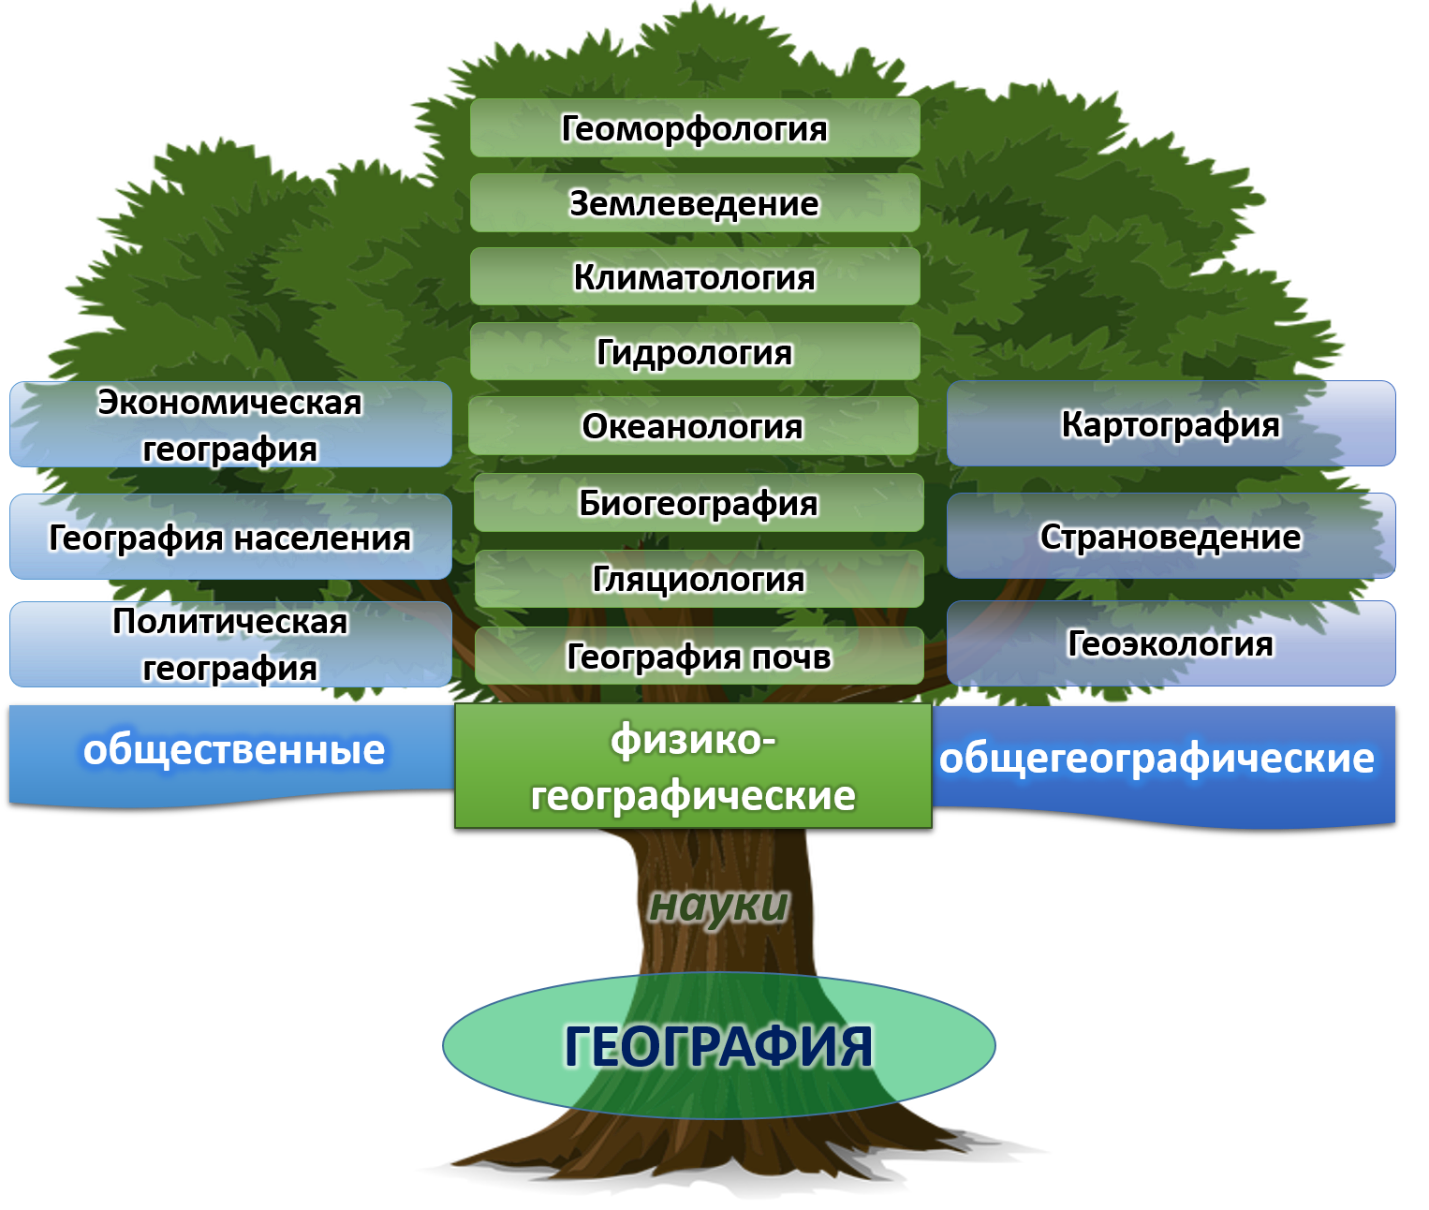 Геоморфология
Землеведение
Климатология
Гидрология
Океанология
Биогеография
Гляциология
География почв
Экономическая
география
География населения
Политическая
география
Картография
Страноведение
Геоэкология
общественные
физико-
географические
общегеографические
науки
ГЕОГРАФИЯ